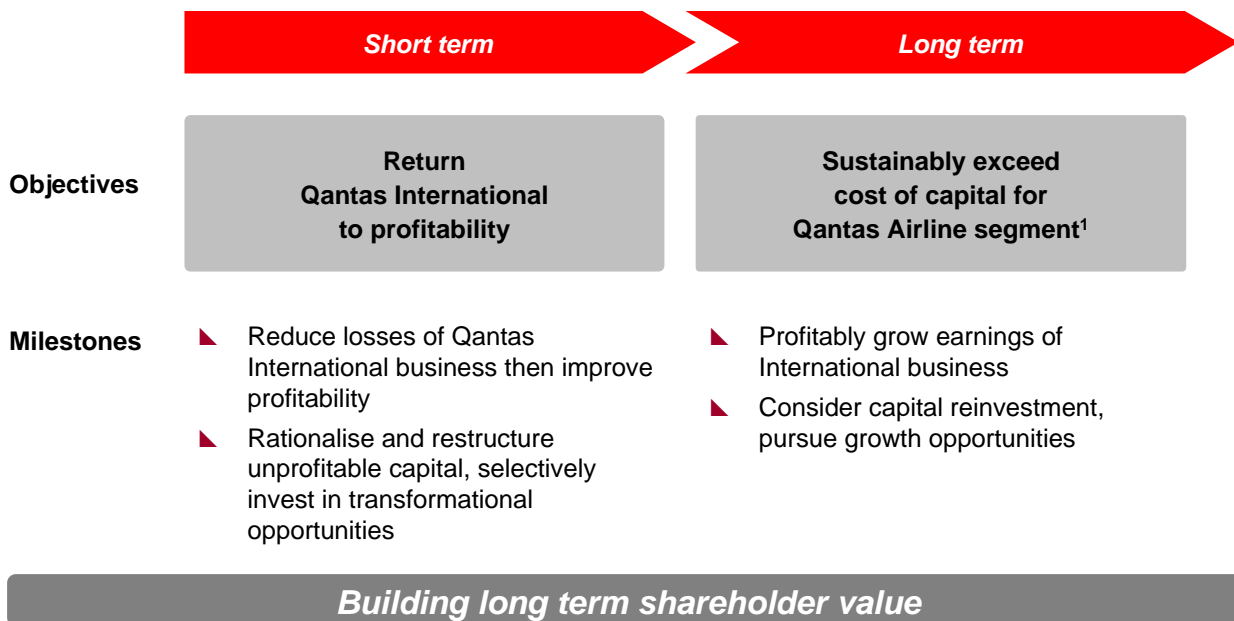 Short term
Long term
Objectives
Return
Qantas International
to profitability
Sustainably exceed
cost of capital for
Qantas Airline segment¹
Milestones
Reduce losses of Qantas
International business then improve
profitability
Rationalise and restructure
unprofitable capital, selectively
invest in transformational
opportunities
Profitably grow earnings of
International business
Consider capital reinvestment,
pursue growth opportunities
Building long term shareholder value